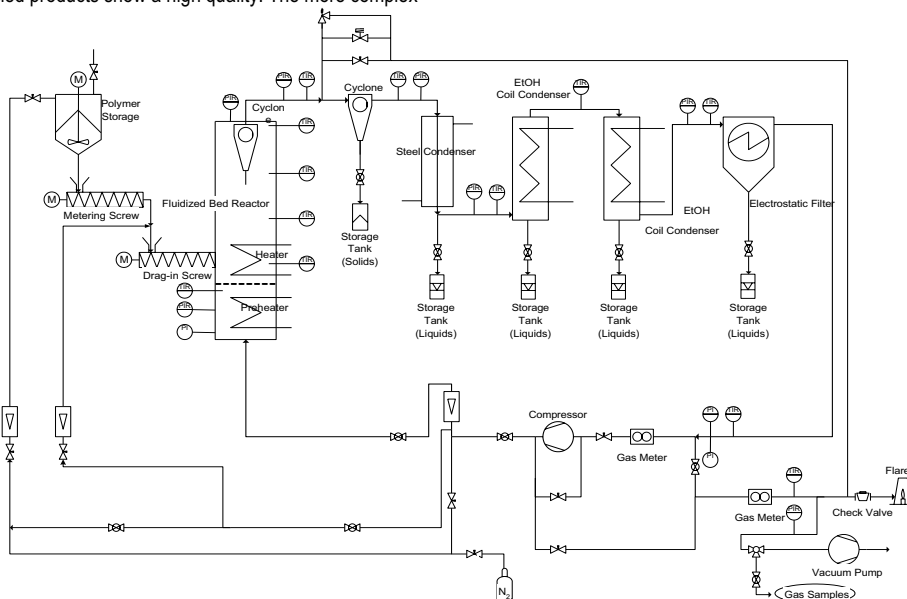 ned products show a high quality. The more complex
M
Polymer
Storage
M
Metering Screw
M
Drag-in Screw
TIR
PIR
PI
PIR
Cyclon
e
Fluidized Bed Reactor
Heater
Preheater
TIR
TIR
TIR
TIR
PIR
TIR
Cyclone
Storage
Tank
(Solids)
TIR
PIR
Steel Condenser
PIR
TIR
Storage
Tank
(Liquids)
EtOH
Coil Condenser
TIR
Storage
Tank
(Liquids)
EtOH
Coil Condenser
Storage
Tank
(Liquids)
PIR
TIR
Electrostatic Filter
Storage
Tank
(Liquids)
Compressor
Gas Meter
PI
TIR
PI
Gas Meter
TIR
PIR
Check Valve
Flare
Vacuum Pump
Gas Samples
N2